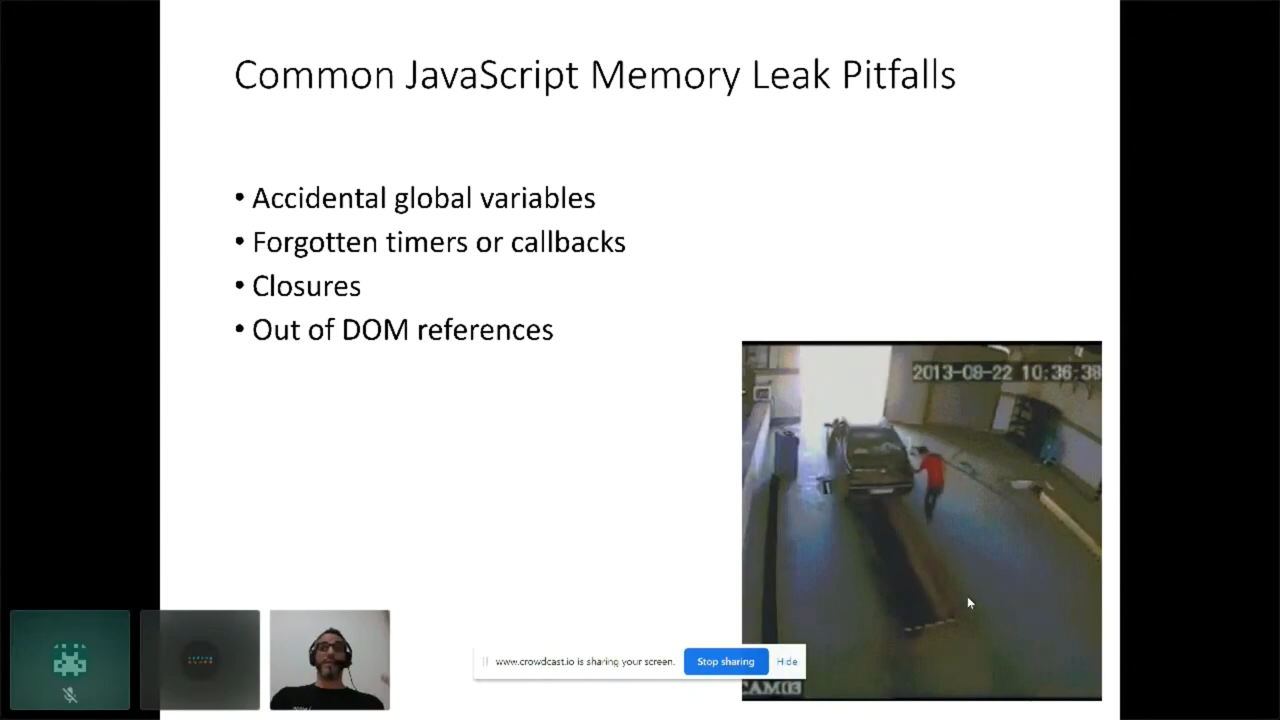 Common JavaScript Memory Leak Pitfalls
• Accidental global variables
• Forgotten timers or callbacks
• Closures
• Out of DOM references
2013-08-22 10:36:38
www.crowdcast.io is sharing your screen.
Stop sharing
Hide
CAM03